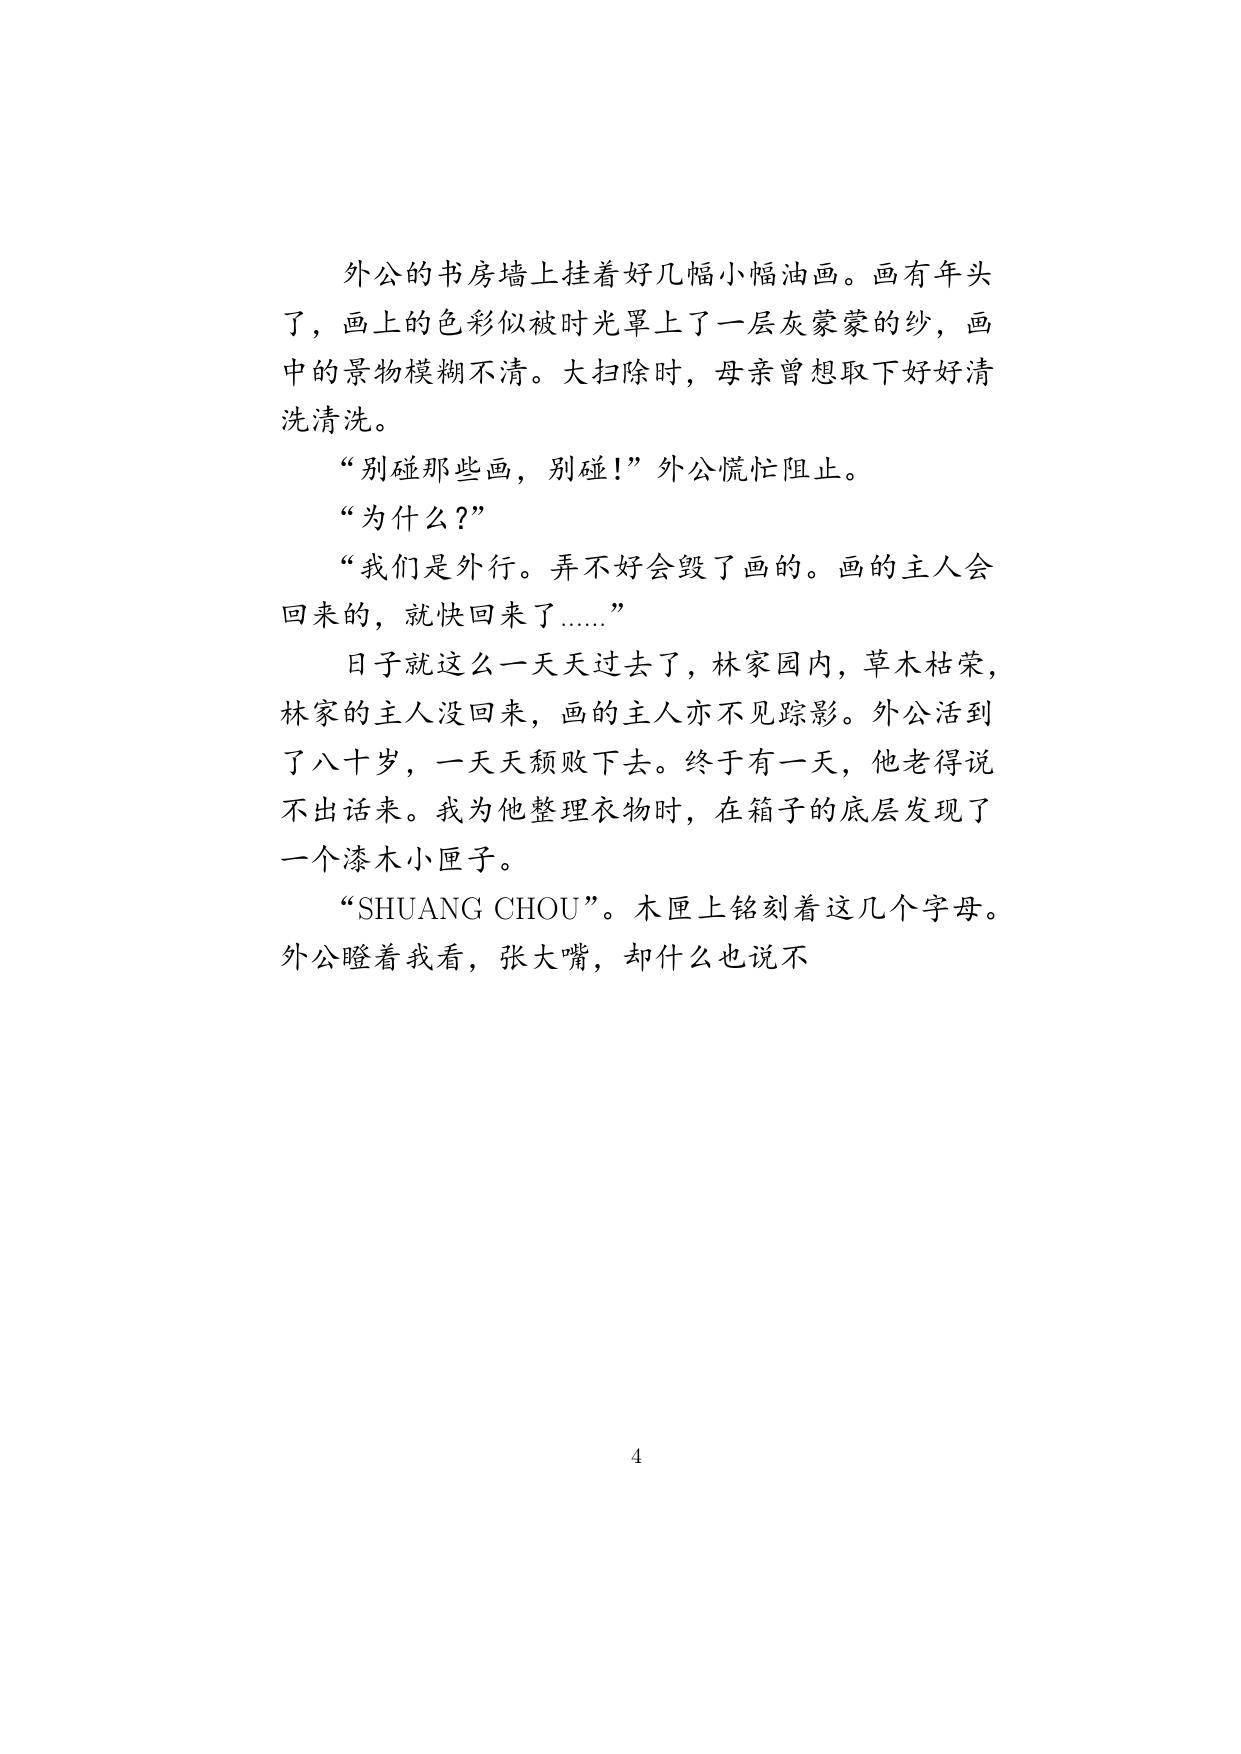 外公的书房墙上挂着好几幅小幅油画。画有年头
了，画上的色彩似被时光罩上了一层灰蒙蒙的纱，画
中的景物模糊不清。大扫除时，母亲曾想取下好好清
洗清洗。
“别碰那些画，别碰！”外公慌忙阻止。
“为什么？”
“我们是外行。弄不好会毁了画的。画的主人会
回来的，就快回来了......”
日子就这么一天天过去了，林家园内，草木枯荣，
林家的主人没回来，画的主人亦不见踪影。外公活到
了八十岁，一天天颓败下去。终于有一天，他老得说
不出话来。我为他整理衣物时，在箱子的底层发现了
一个漆木小匣子。
“SHUANG CHOU”。木匣上铭刻着这几个字母。
外公瞪着我看，张大嘴，却什么也说不
4